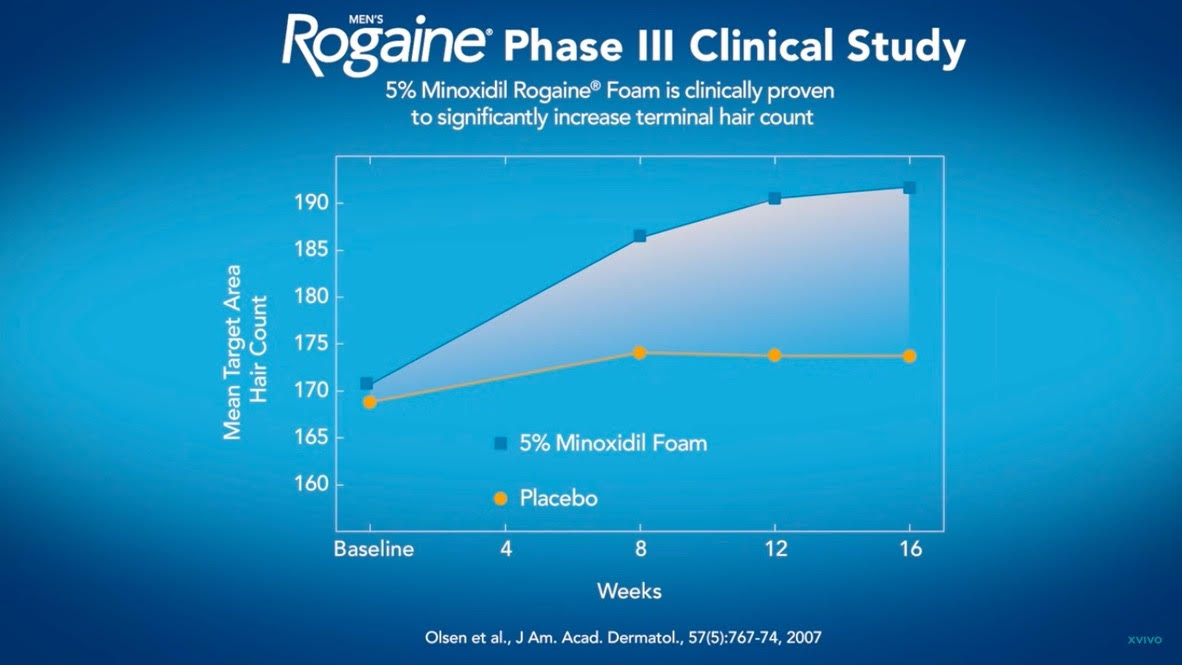 MEN'S
Rogaine® Phase III Clinical Study
5% Minoxidil Rogaine® Foam is clinically proven
to significantly increase terminal hair count
Mean Target Area
Hair Count
190
185
180
175
170
165
160
5% Minoxidil Foam
Placebo
Baseline 4 8 12 16
Weeks
Olsen et al., J Am. Acad. Dermatol., 57(5):767-74, 2007
XVIVO